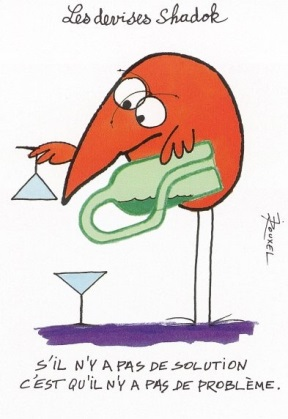 Les devises Shadok
ROUXEL
S'IL N'Y A PAS DE SOLUTION
C'EST QU'IL N'Y A PAS DE PROBLÈME.